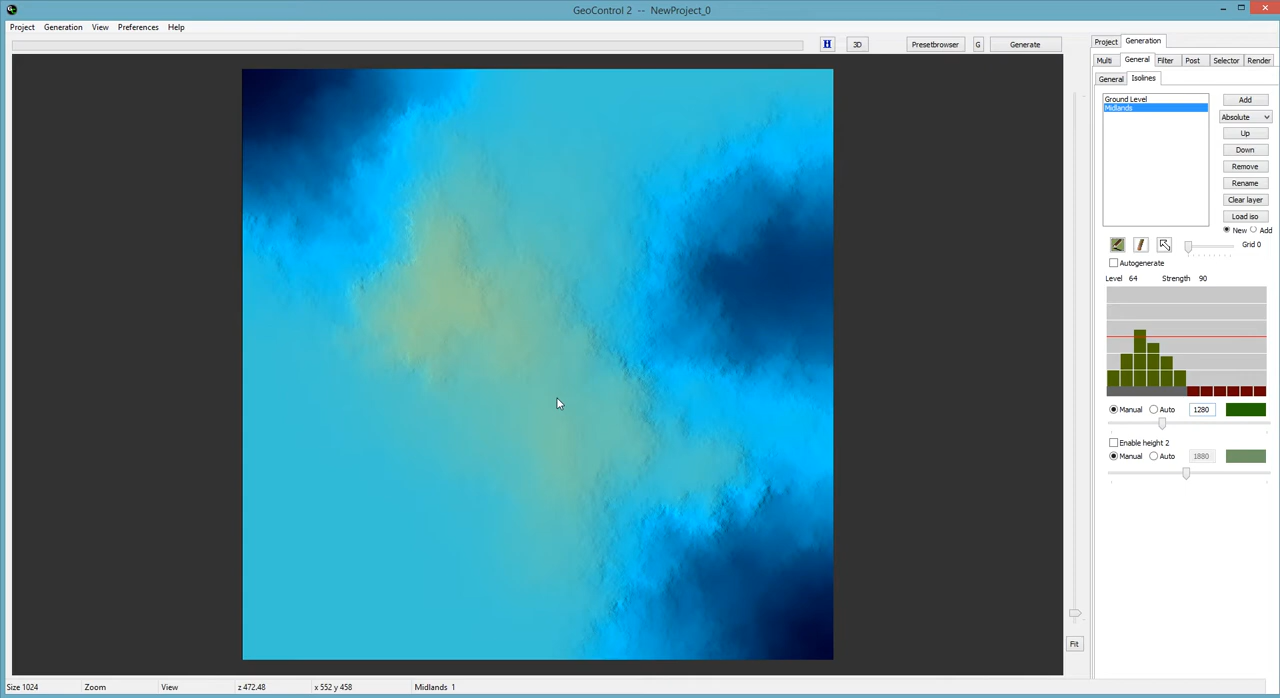 GeoControl 2 -- NewProject_0
Project Generation View Preferences Help
H 3D Presetbrowser G Generate
Project Generation
Multi General Filter Post Selector Render
General Isolines
Ground Level
Midlands
Add
Absolute
Up
Down
Remove
Rename
Clear layer
Load iso
New Add
Grid 0
Autogenerate
Level 64 Strength 90
Manual Auto 1280
Enable height 2
Manual Auto 1880
Fit
Size 1024 Zoom View z 472.48 x 552 y 458 Midlands 1